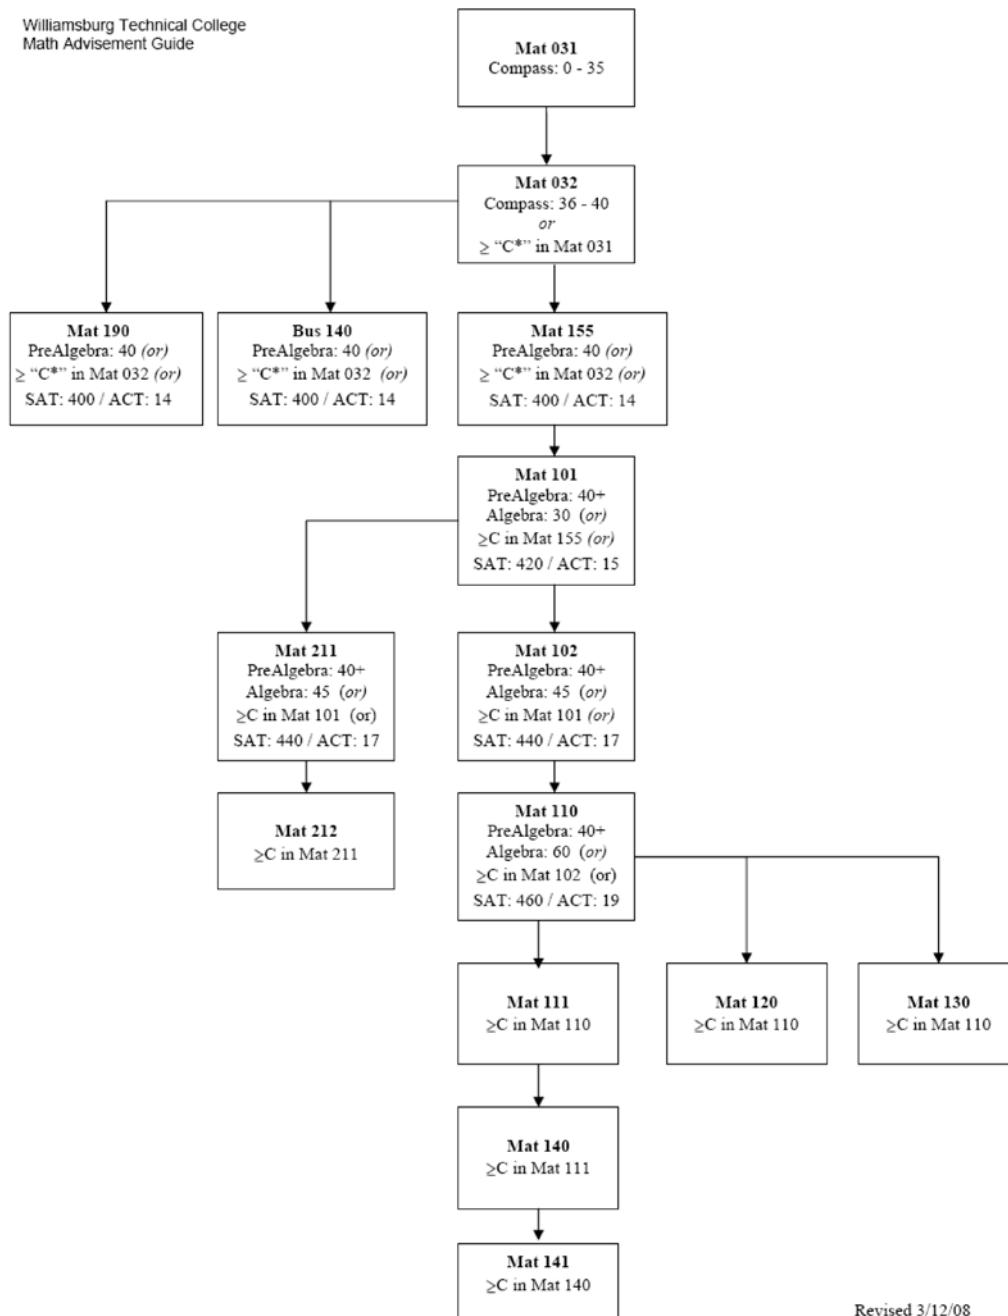 Williamsburg Technical College
Math Advisement Guide
Mat 031
Compass: 0 - 35
Mat 032
Compass: 36 - 40
or
≥ “C*” in Mat 031
Mat 190
PreAlgebra: 40 (or)
≥ “C*” in Mat 032 (or)
SAT: 400 / ACT: 14
Bus 140
PreAlgebra: 40 (or)
≥ “C*” in Mat 032 (or)
SAT: 400 / ACT: 14
Mat 155
PreAlgebra: 40 (or)
≥ “C*” in Mat 032 (or)
SAT: 400 / ACT: 14
Mat 101
PreAlgebra: 40+
Algebra: 30 (or)
≥C in Mat 155 (or)
SAT: 420 / ACT: 15
Mat 211
PreAlgebra: 40+
Algebra: 45 (or)
≥C in Mat 101 (or)
SAT: 440 / ACT: 17
Mat 102
PreAlgebra: 40+
Algebra: 45 (or)
≥C in Mat 101 (or)
SAT: 440 / ACT: 17
Mat 212
≥C in Mat 211
Mat 110
PreAlgebra: 40+
Algebra: 60 (or)
≥C in Mat 102 (or)
SAT: 460 / ACT: 19
Mat 111
≥C in Mat 110
Mat 120
≥C in Mat 110
Mat 130
≥C in Mat 110
Mat 140
≥C in Mat 111
Mat 141
≥C in Mat 140
Revised 3/12/08